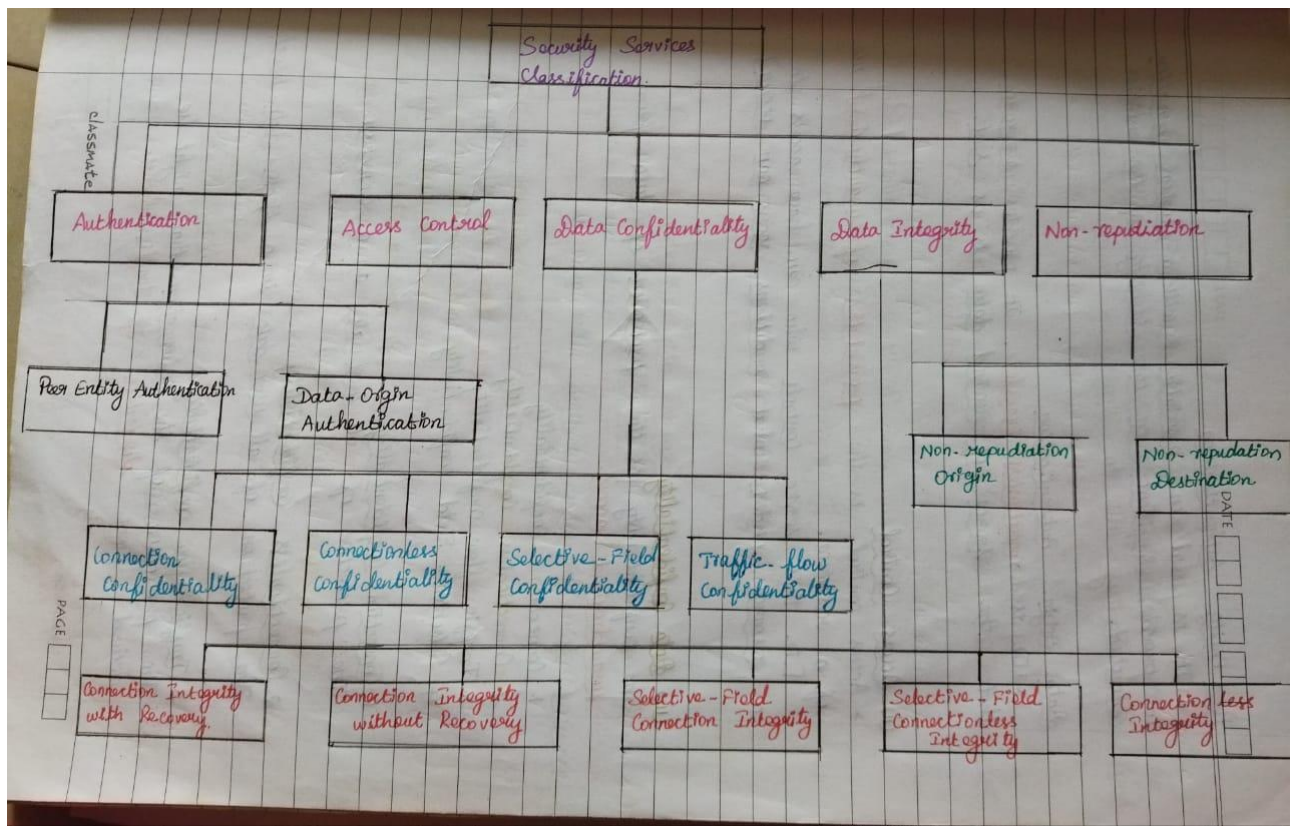 Security Services
Classification.
classmate
Authentication
Access Control
Data Confidentiality
Data Integrity
Non-repudiation
Peer Entity Authentication
Data-Origin
Authentication
Non-repudiation
Origin
Non-repudation
Destination
DATE
Connection
Confidentiality
Connectionless
Confidentiality
Selective-Field
Confidentiality
Traffic-flow
Confidentiality
PAGE
Connection Integrity
with Recovery.
Connection Integrity
without Recovery
Selective-Field
Connection Integrity
Selective-Field
Connectionless
Integrity
Connection less
Integrity